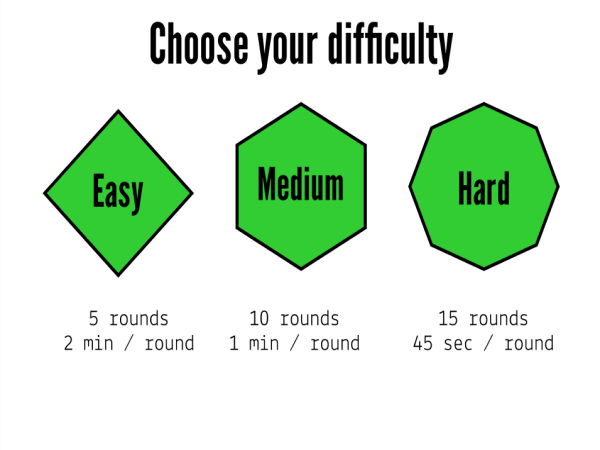 Choose your difficulty
Easy
Medium
Hard
5 rounds
2 min / round
10 rounds
1 min / round
15 rounds
45 sec / round